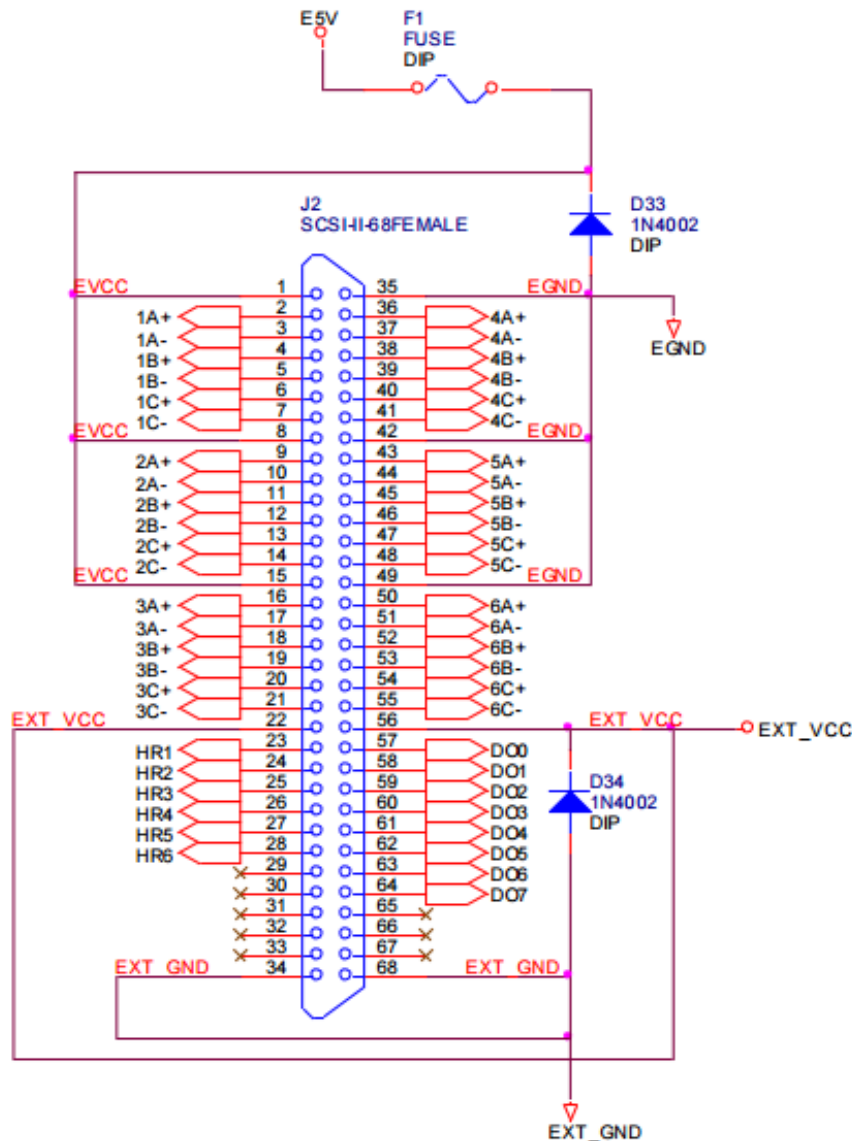 E5V
F1
FUSE
DIP
J2
SCSI-II-68FEMALE
D33
1N4002
DIP
EVCC 1 35 EGND
1A+ 2 36 4A+
1A- 3 37 4A-
EGND
1B+ 4 38 4B+
1B- 5 39 4B-
1C+ 6 40 4C+
1C- 7 41 4C-
EVCC 8 42 EGND
2A+ 9 43 5A+
2A- 10 44 5A-
2B+ 11 45 5B+
2B- 12 46 5B-
2C+ 13 47 5C+
2C- 14 48 5C-
EVCC 15 49 EGND
3A+ 16 50 6A+
3A- 17 51 6A-
3B+ 18 52 6B+
3B- 19 53 6B-
3C+ 20 54 6C+
3C- 21 55 6C-
EXT_VCC 22 56 EXT_VCC EXT_VCC
HR1 23 57 DO0
HR2 24 58 DO1
HR3 25 59 DO2
HR4 26 60 DO3
HR5 27 61 DO4
HR6 28 62 DO5
29 63 DO6
30 64 DO7
D34
1N4002
DIP
31 65
32 66
33 67
EXT_GND 34 68 EXT_GND
EXT_GND